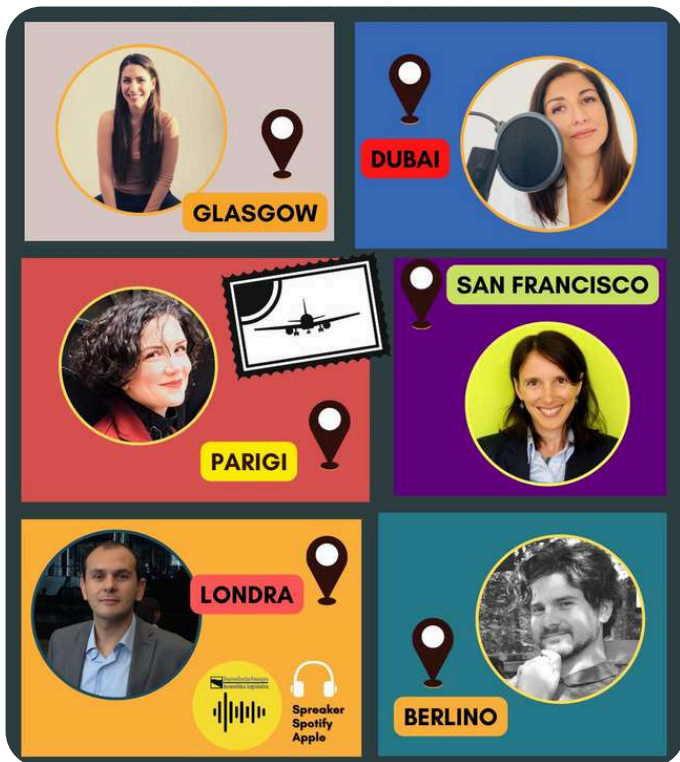 GLASGOW
DUBAI
SAN FRANCISCO
PARIGI
LONDRA
Spreaker
Spotify
Apple
BERLINO